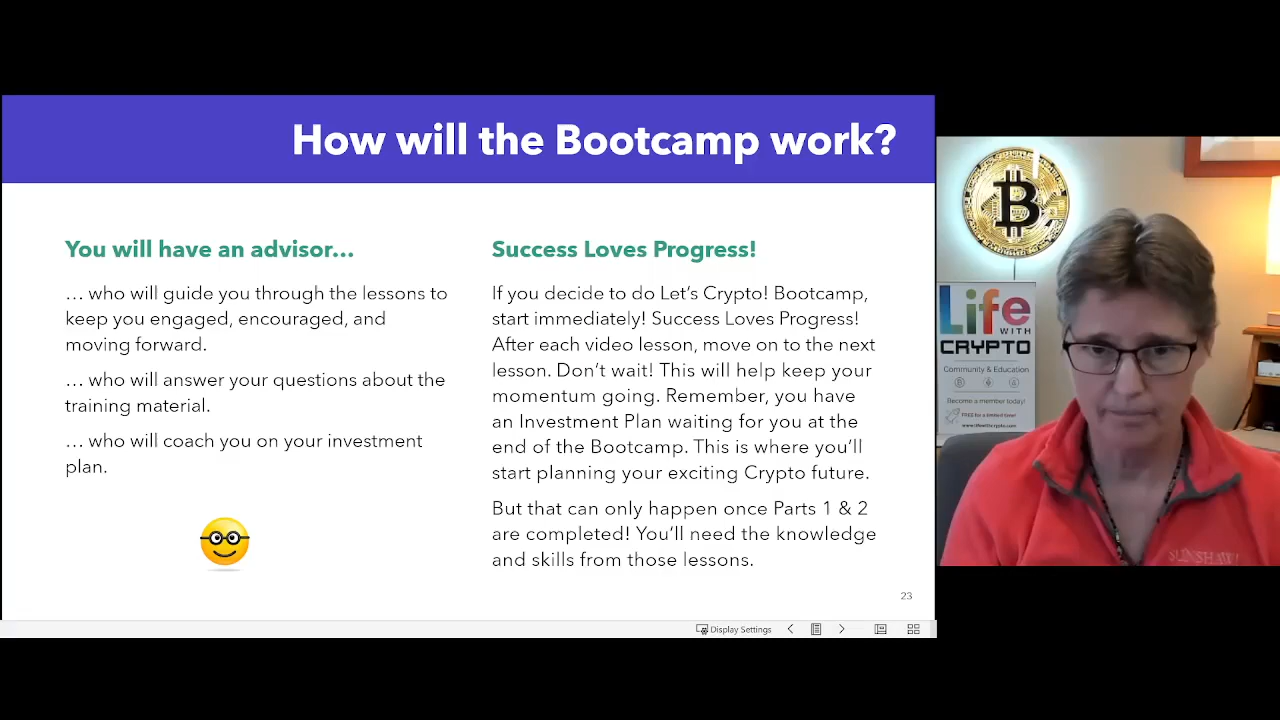 How will the Bootcamp work?
You will have an advisor...
... who will guide you through the lessons to
keep you engaged, encouraged, and
moving forward.
... who will answer your questions about the
training material.
... who will coach you on your investment
plan.
Success Loves Progress!
If you decide to do Let's Crypto! Bootcamp,
start immediately! Success Loves Progress!
After each video lesson, move on to the next
lesson. Don't wait! This will help keep your
momentum going. Remember, you have
an Investment Plan waiting for you at the
end of the Bootcamp. This is where you'll
start planning your exciting Crypto future.
But that can only happen once Parts 1 & 2
are completed! You'll need the knowledge
and skills from those lessons.
23
Display Settings
B
Life
WITH
CRYPTO
Community & Education
Become a member today!
FREE for a limited time!
www.lifewithcrypto.com